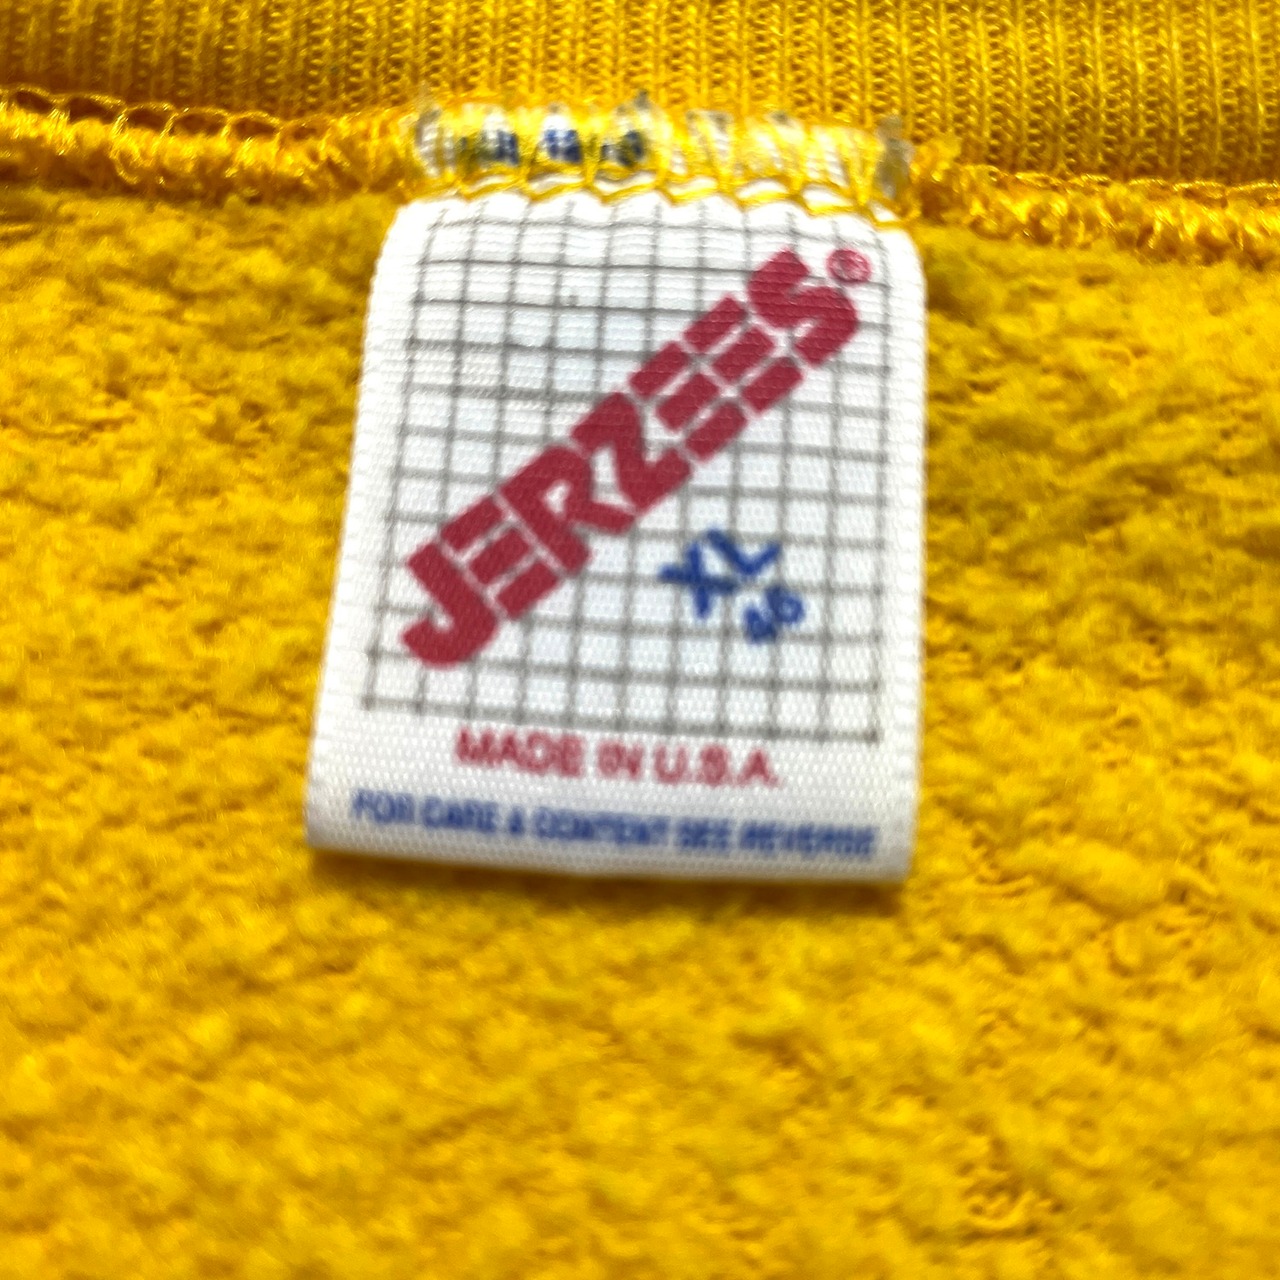 JERZEES®
XL
46
MADE IN U.S.A.
FOR CARE & CONTENT SEE REVERSE